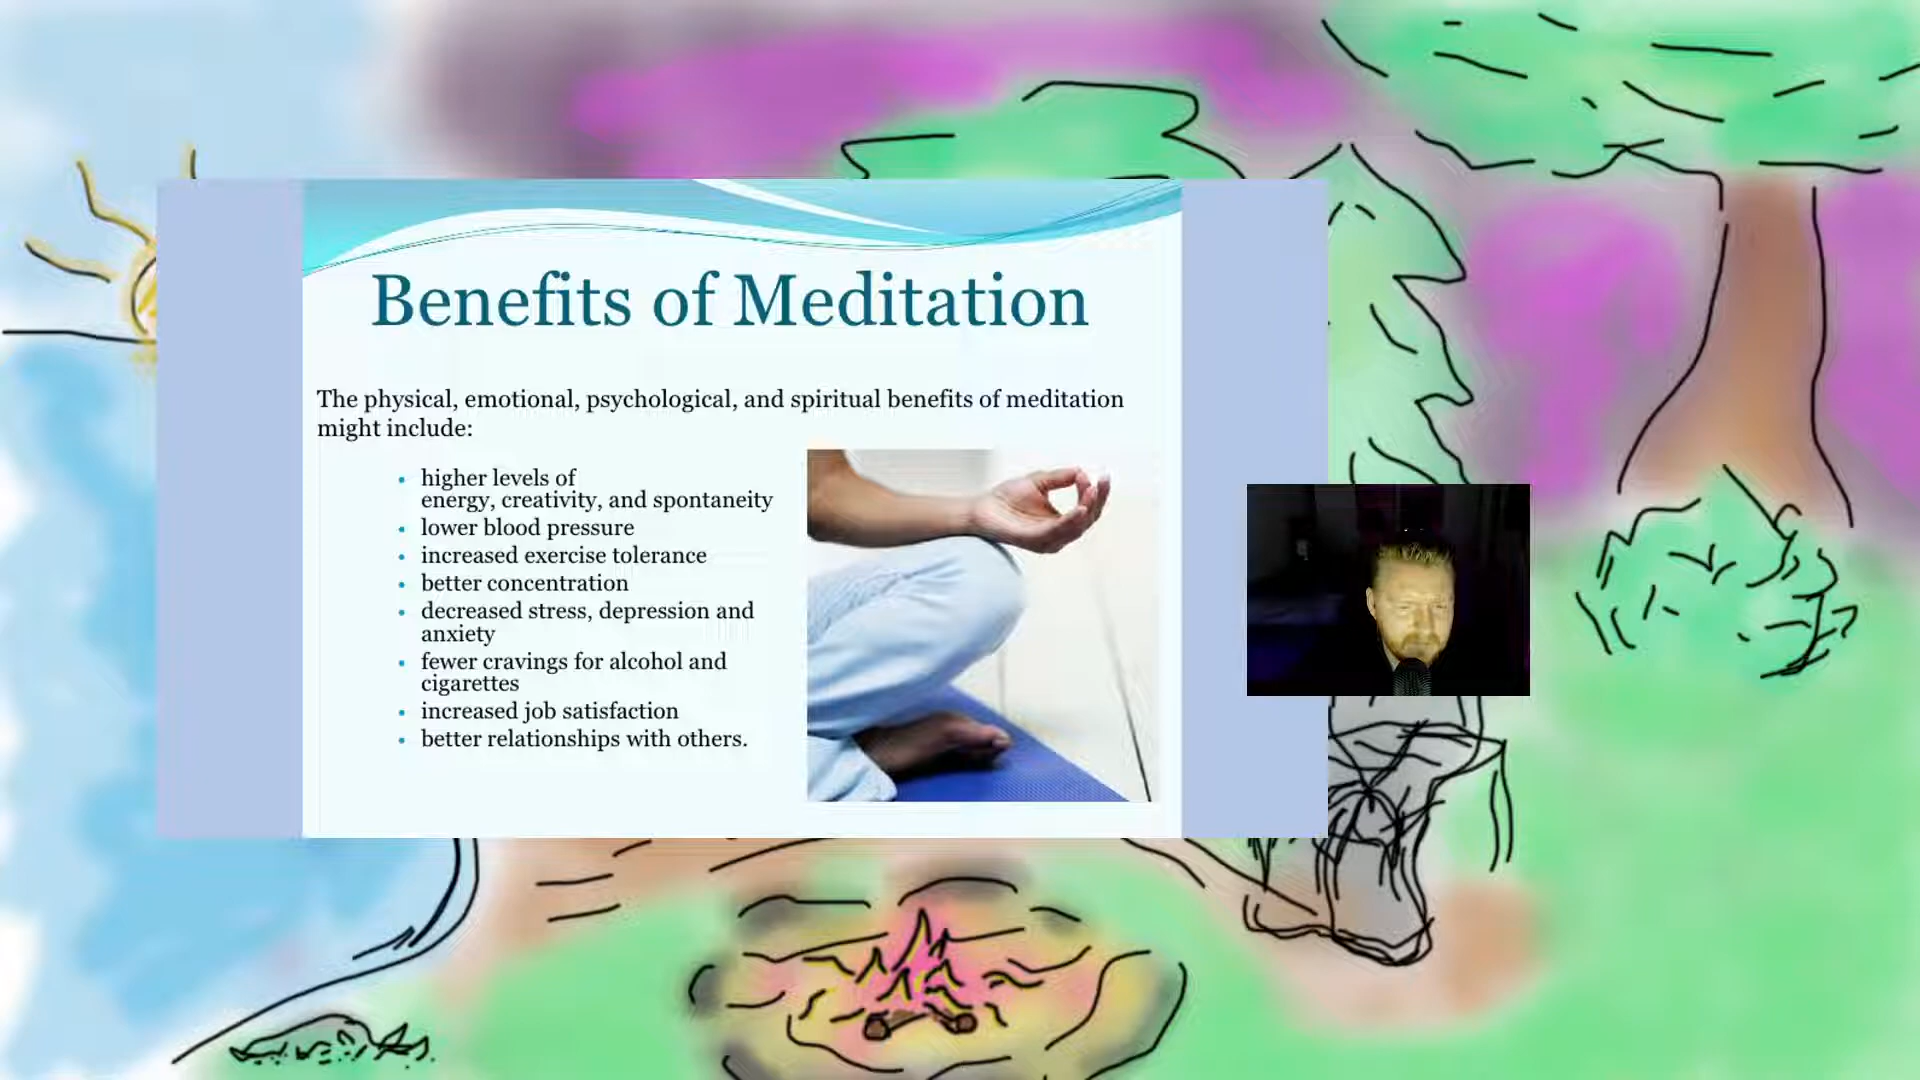 Benefits of Meditation
The physical, emotional, psychological, and spiritual benefits of meditation
might include:
• higher levels of
energy, creativity, and spontaneity
• lower blood pressure
• increased exercise tolerance
• better concentration
• decreased stress, depression and
anxiety
• fewer cravings for alcohol and
cigarettes
• increased job satisfaction
• better relationships with others.